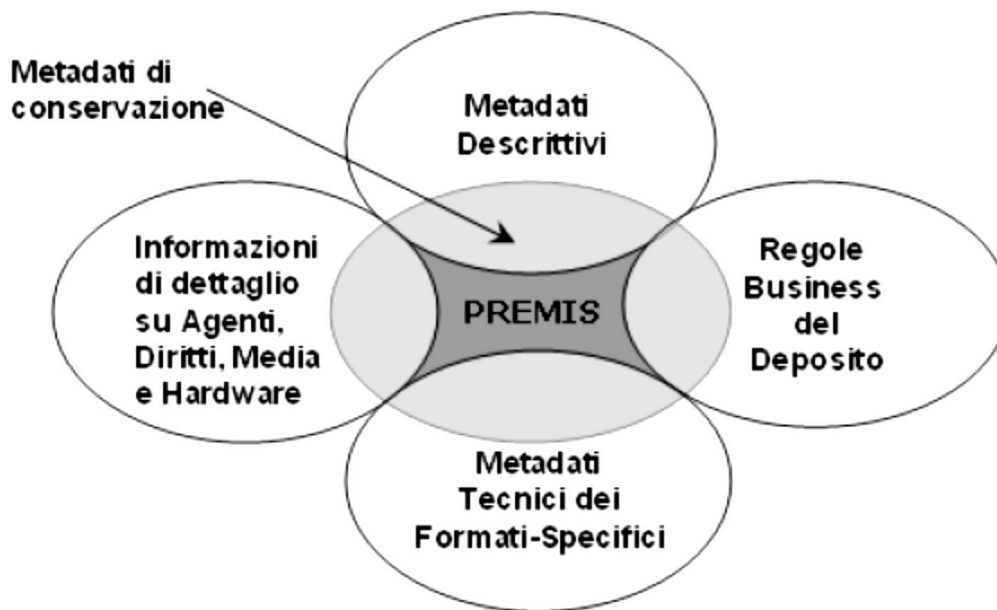 Metadati di
conservazione
Metadati
Descrittivi
Informazioni
di dettaglio
su Agenti,
Diritti, Media
e Hardware
PREMIS
Regole
Business
del
Deposito
Metadati
Tecnici dei
Formati-Specifici